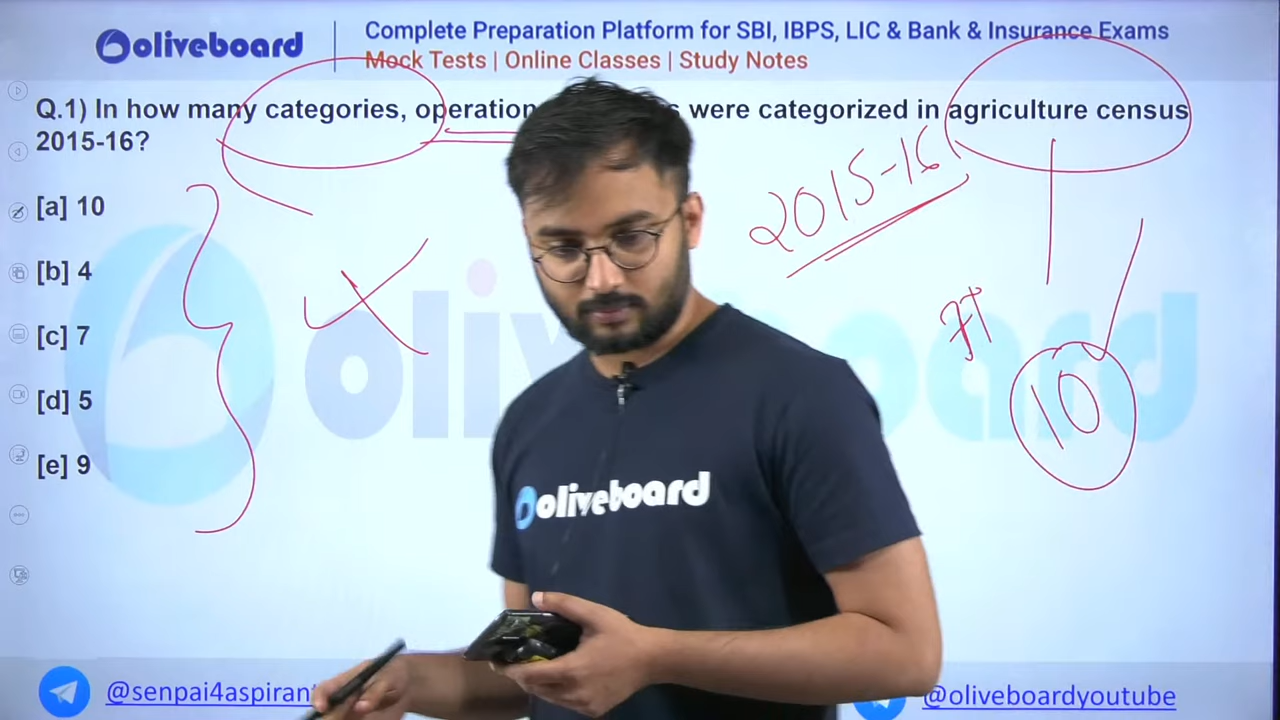 oliveboard
Complete Preparation Platform for SBI, IBPS, LIC & Bank & Insurance Exams
Mock Tests | Online Classes | Study Notes
Q.1) In how many categories, operation were categorized in agriculture census
2015-16?
2015-16
[a] 10
[b] 4
[c] 7
[d] 5
[e] 9
10
oliveboard
oliveboard
@senpai4aspirant
@oliveboardyoutube